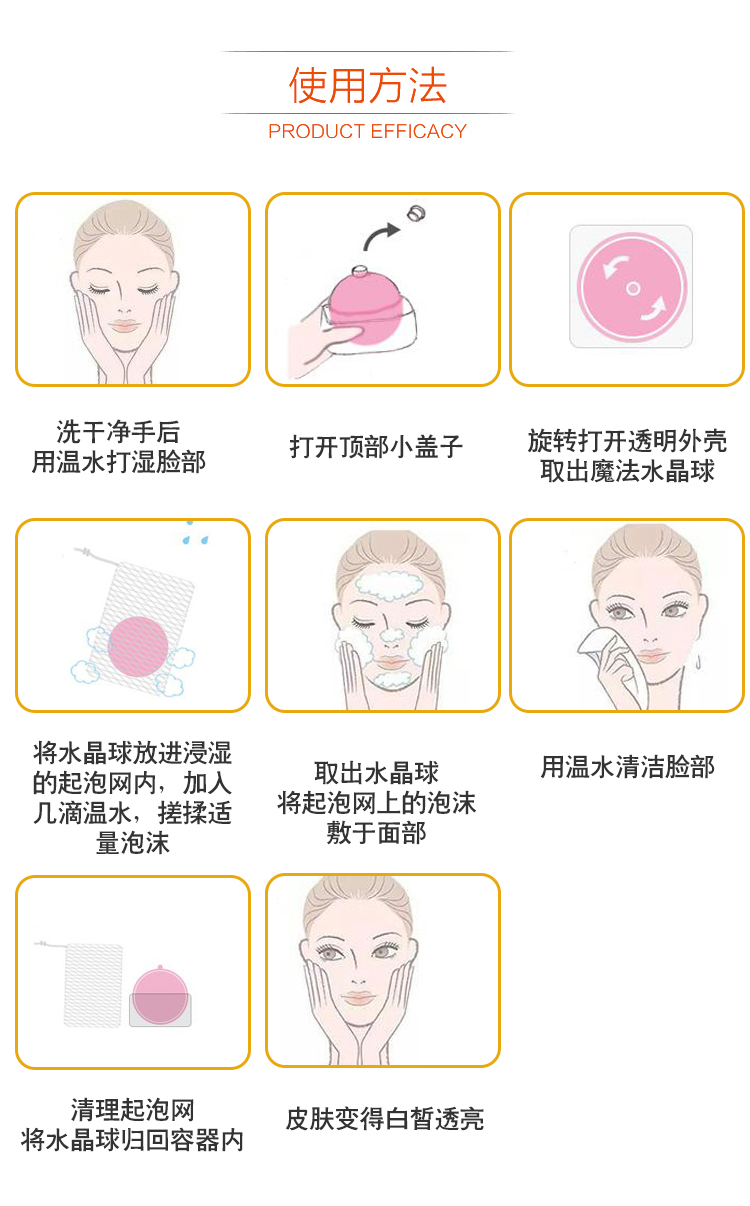 使用方法
PRODUCT EFFICACY
洗干净手后
用温水打湿脸部
打开顶部小盖子
旋转打开透明外壳
取出魔法水晶球
将水晶球放进浸湿
的起泡网内，加入
几滴温水，搓揉适
量泡沫
取出水晶球
将起泡网上的泡沫
敷于面部
用温水清洁脸部
清理起泡网
将水晶球归回容器内
皮肤变得白皙透亮